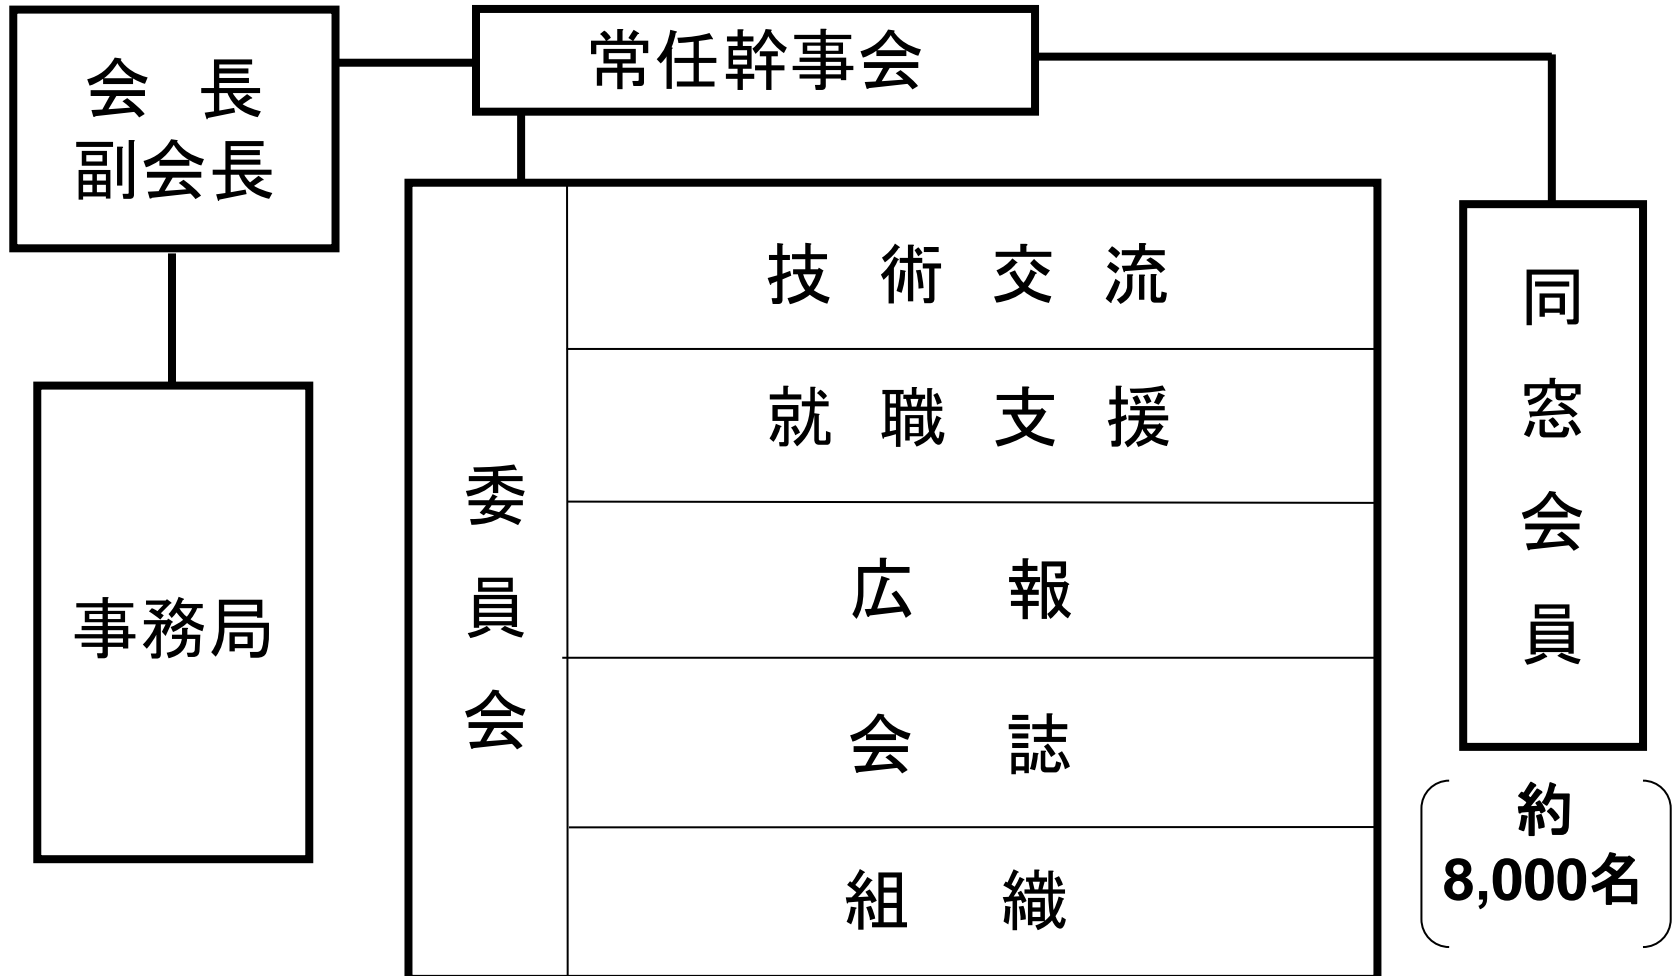 会 長
副会長
常任幹事会
事務局
委員会
技 術 交 流
就 職 支 援
広 報
会 誌
組 織
同窓会員
約
8,000名